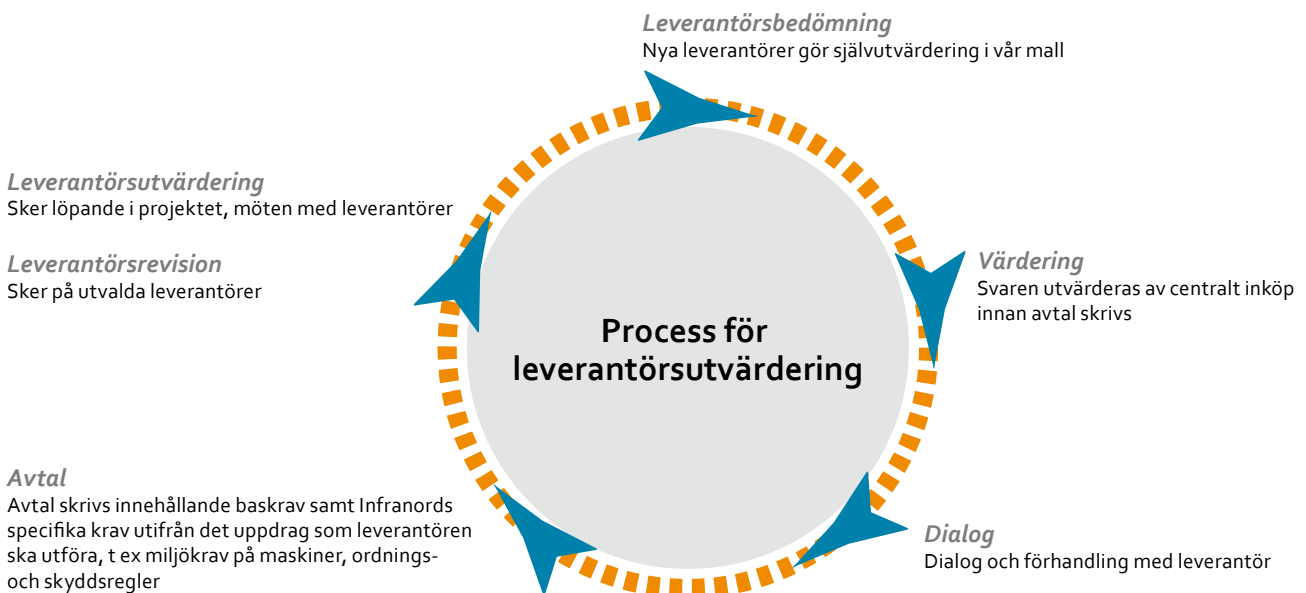 Leverantörsbedömning
Nya leverantörer gör självutvärdering i vår mall
Leverantörsutvärdering
Sker löpande i projektet, möten med leverantörer
Leverantörsrevision
Sker på utvalda leverantörer
Värdering
Svaren utvärderas av centralt inköp
innan avtal skrivs
Process för
leverantörsutvärdering
Avtal
Avtal skrivs innehållande baskrav samt Infranords
specifika krav utifrån det uppdrag som leverantören
ska utföra, t ex miljökrav på maskiner, ordnings-
och skyddsregler
Dialog
Dialog och förhandling med leverantör